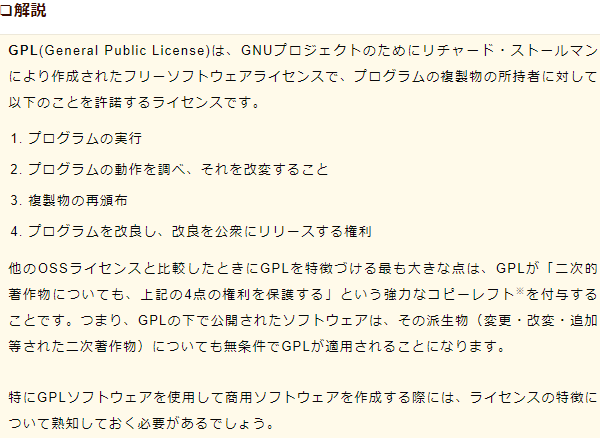 ❏解説
GPL(General Public License)は、GNUプロジェクトのためにリチャード・ストールマン
により作成されたフリーソフトウェアライセンスで、プログラムの複製物の所持者に対して
以下のことを許諾するライセンスです。
1. プログラムの実行
2. プログラムの動作を調べ、それを改変すること
3. 複製物の再頒布
4. プログラムを改良し、改良を公衆にリリースする権利
他のOSSライセンスと比較したときにGPLを特徴づける最も大きな点は、GPLが「二次的
著作物についても、上記の4点の権利を保護する」という強力なコピーレフト※を付与する
ことです。つまり、GPLの下で公開されたソフトウェアは、その派生物（変更・改変・追加
等された二次著作物）についても無条件でGPLが適用されることになります。
特にGPLソフトウェアを使用して商用ソフトウェアを作成する際には、ライセンスの特徴に
ついて熟知しておく必要があるでしょう。